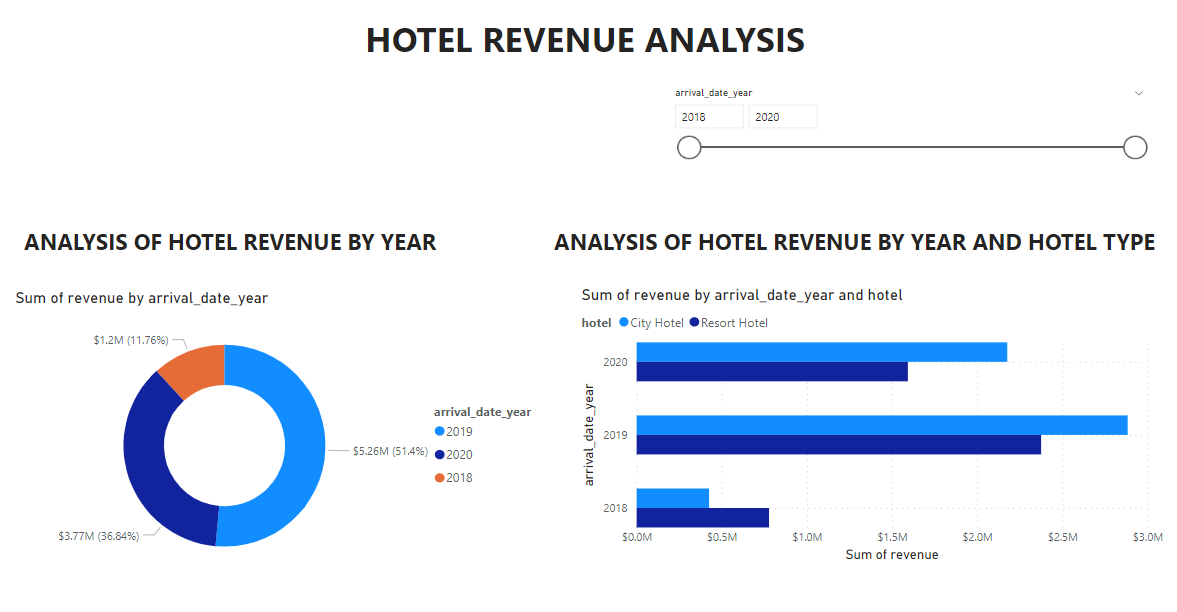 HOTEL REVENUE ANALYSIS
arrival_date_year
2018 2020
ANALYSIS OF HOTEL REVENUE BY YEAR
Sum of revenue by arrival_date_year
$1.2M (11.76%)
$5.26M (51.4%)
$3.77M (36.84%)
arrival_date_year
2019
2020
2018
ANALYSIS OF HOTEL REVENUE BY YEAR AND HOTEL TYPE
Sum of revenue by arrival_date_year and hotel
hotel City Hotel Resort Hotel
arrival_date_year
2020
2019
2018
$0.0M $0.5M $1.0M $1.5M $2.0M $2.5M $3.0M
Sum of revenue